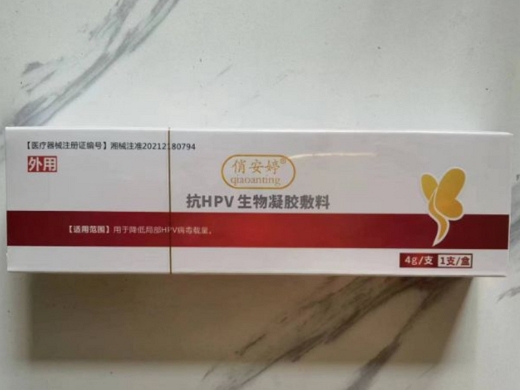 【医疗器械注册证编号】湘械注准20212180794
外用
俏安婷®
qiaoanting
抗HPV 生物凝胶敷料
【适用范围】用于降低局部HPV病毒载量。
4g/支 1支/盒